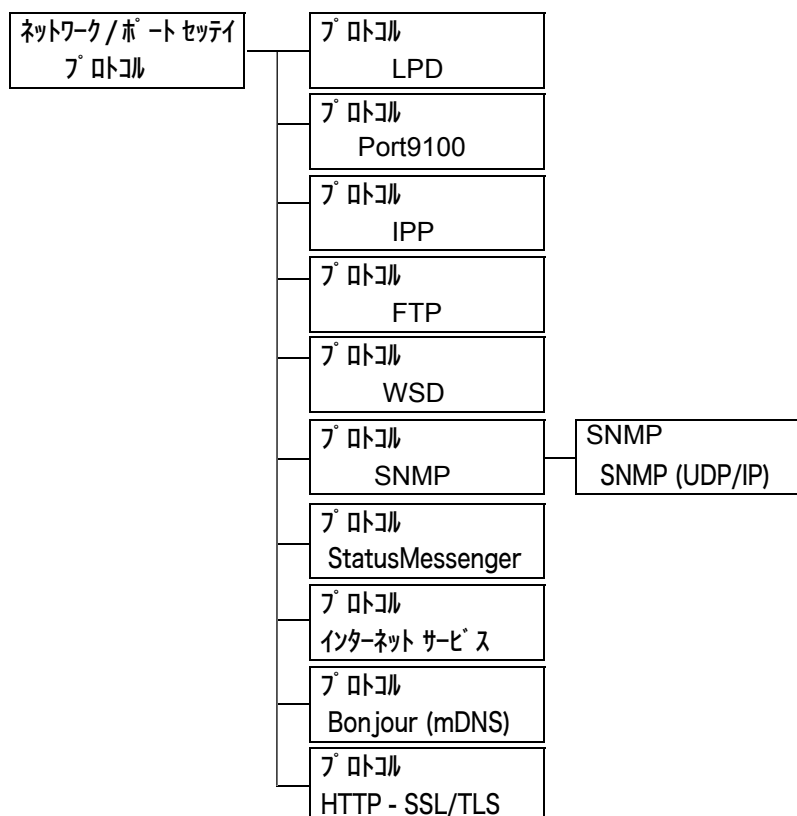 ネットワーク / ポート セッテイ
プロトコル
プロトコル
LPD
プロトコル
Port9100
プロトコル
IPP
プロトコル
FTP
プロトコル
WSD
プロトコル
SNMP
SNMP
SNMP (UDP/IP)
プロトコル
StatusMessenger
プロトコル
インターネット サービス
プロトコル
Bonjour (mDNS)
プロトコル
HTTP - SSL/TLS